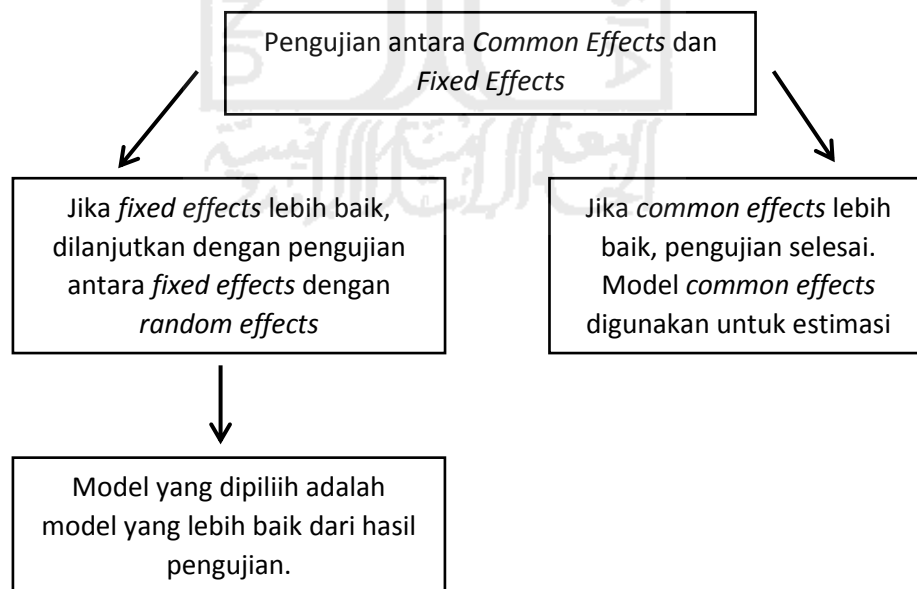 Pengujian antara Common Effects dan
Fixed Effects
Jika fixed effects lebih baik,
dilanjutkan dengan pengujian
antara fixed effects dengan
random effects
Jika common effects lebih
baik, pengujian selesai.
Model common effects
digunakan untuk estimasi
Model yang dipiliih adalah
model yang lebih baik dari hasil
pengujian.